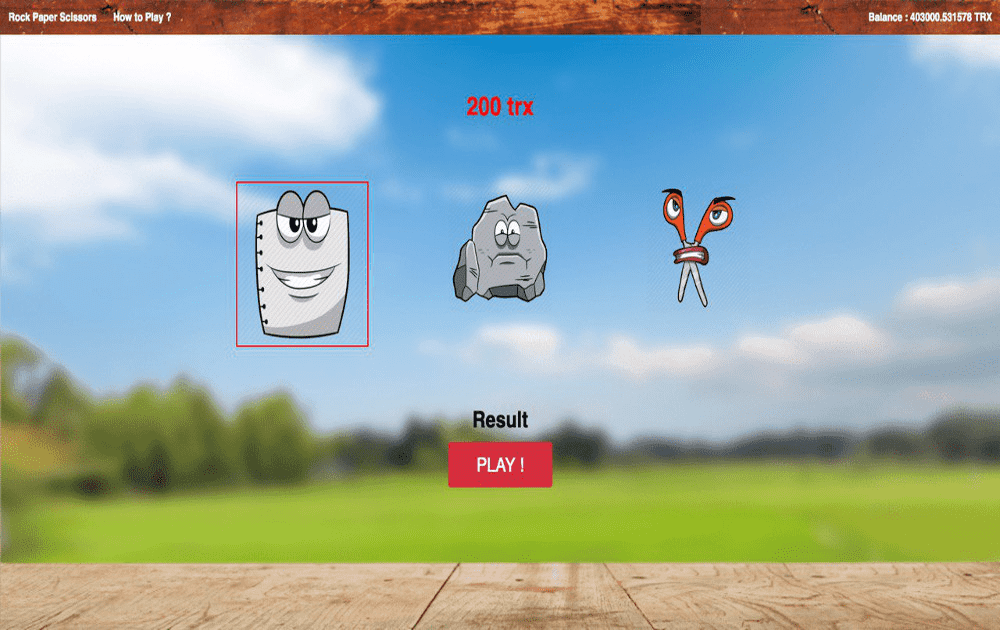 Rock Paper Scissors How to Play ? Balance : 403000.531578 TRX
200 trx
Result
PLAY !